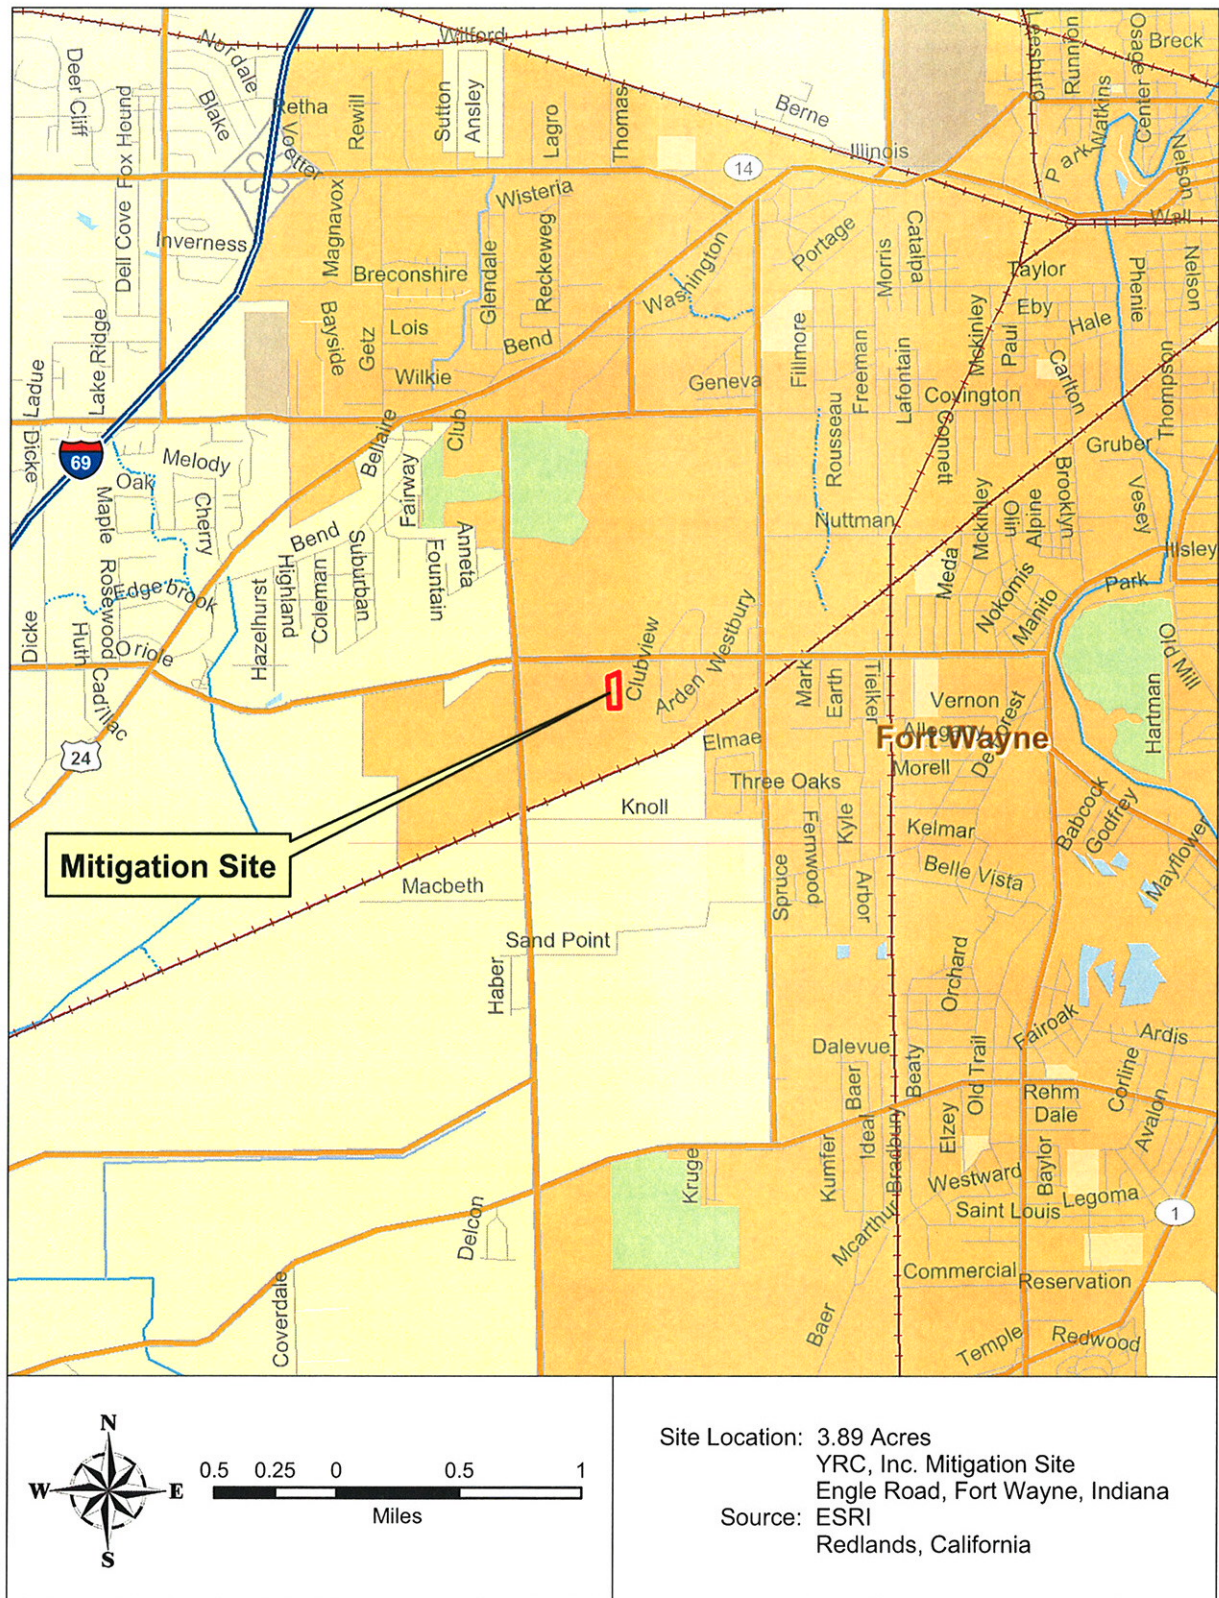 Wilford
Nordale
Deer Cliff
Blake
Fox Hound
Dell Cove
Retha
Voetter
Rewill
Sutton
Ansley
Lagro
Thomas
Berne
Illinois
14
Leesburg
Runnion
Osage
Breck
Watkins
Center
Park
Nelson
Wall
Inverness
Magnavox
Wisteria
Breconshire
Glendale
Reckeweg
Washington
Portage
Morris
Catalpa
Taylor
Eby
Phenie
Nelson
Lake Ridge
Ladue
Bayside
Getz
Lois
Wilkie
Bend
Geneva
Fillmore
Freeman
Lafontain
Mckinley
Paul
Hale
Carlton
Thompson
Covington
Dicke
69
Melody
Oak
Maple
Cherry
Bellaire
Club
Fairway
Rousseau
Connett
Gruber
Brooklyn
Vesey
Nuttman
Mckinley
Olin
Alpine
Bend
Highland
Coleman
Suburban
Fountain
Anneta
Hazelhurst
Rosewood
Edgebrook
Dicke
Huth
Oriole
Cadillac
24
Meda
Nokomis
Manito
Park
Illsley
Old Mill
Hartman
Clubview
Arden
Westbury
Mark
Earth
Tielker
Vernon
Allegany
Deforest
Fort Wayne
Elmae
Three Oaks
Morell
Knoll
Kelmar
Babcock
Godfrey
Mayflower
Mitigation Site
Macbeth
Spruce
Fernwood
Kyle
Arbor
Belle Vista
Sand Point
Haber
Orchard
Fairoak
Ardis
Dalevue
Baer
Beaty
Old Trail
Rehm
Dale
Corline
Avalon
Kruge
Kumfer
Ideal
Bradbury
Elzey
Westward
Baylor
Legoma
Saint Louis
1
Delcon
Mcarthur
Commercial
Reservation
Coverdale
Baer
Temple
Redwood
N
W E
S
0.5 0.25 0 0.5 1
Miles
Site Location: 3.89 Acres
YRC, Inc. Mitigation Site
Engle Road, Fort Wayne, Indiana
Source: ESRI
Redlands, California